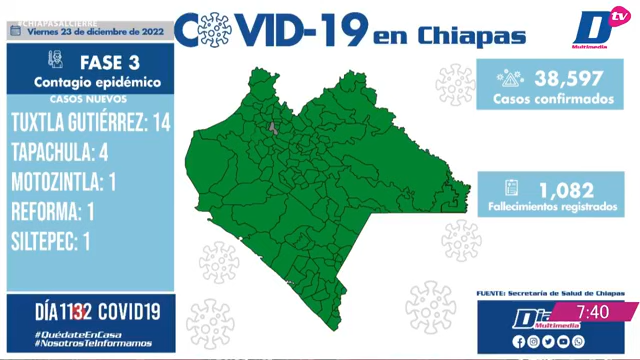 #CHIAPASALCIERRE
Viernes 23 de diciembre de 2022
COVID-19 en Chiapas
D tv
Multimedia
FASE 3
Contagio epidémico
CASOS NUEVOS
TUXTLA GUTIÉRREZ: 14
TAPACHULA: 4
MOTOZINTLA: 1
REFORMA: 1
SILTEPEC: 1
38,597
Casos confirmados
1,082
Fallecimientos registrados
DÍA 1132 COVID19
#QuédateEnCasa
#NosotrosTeInformamos
FUENTE: Secretaría de Salud de Chiapas
Multimedia
7:40